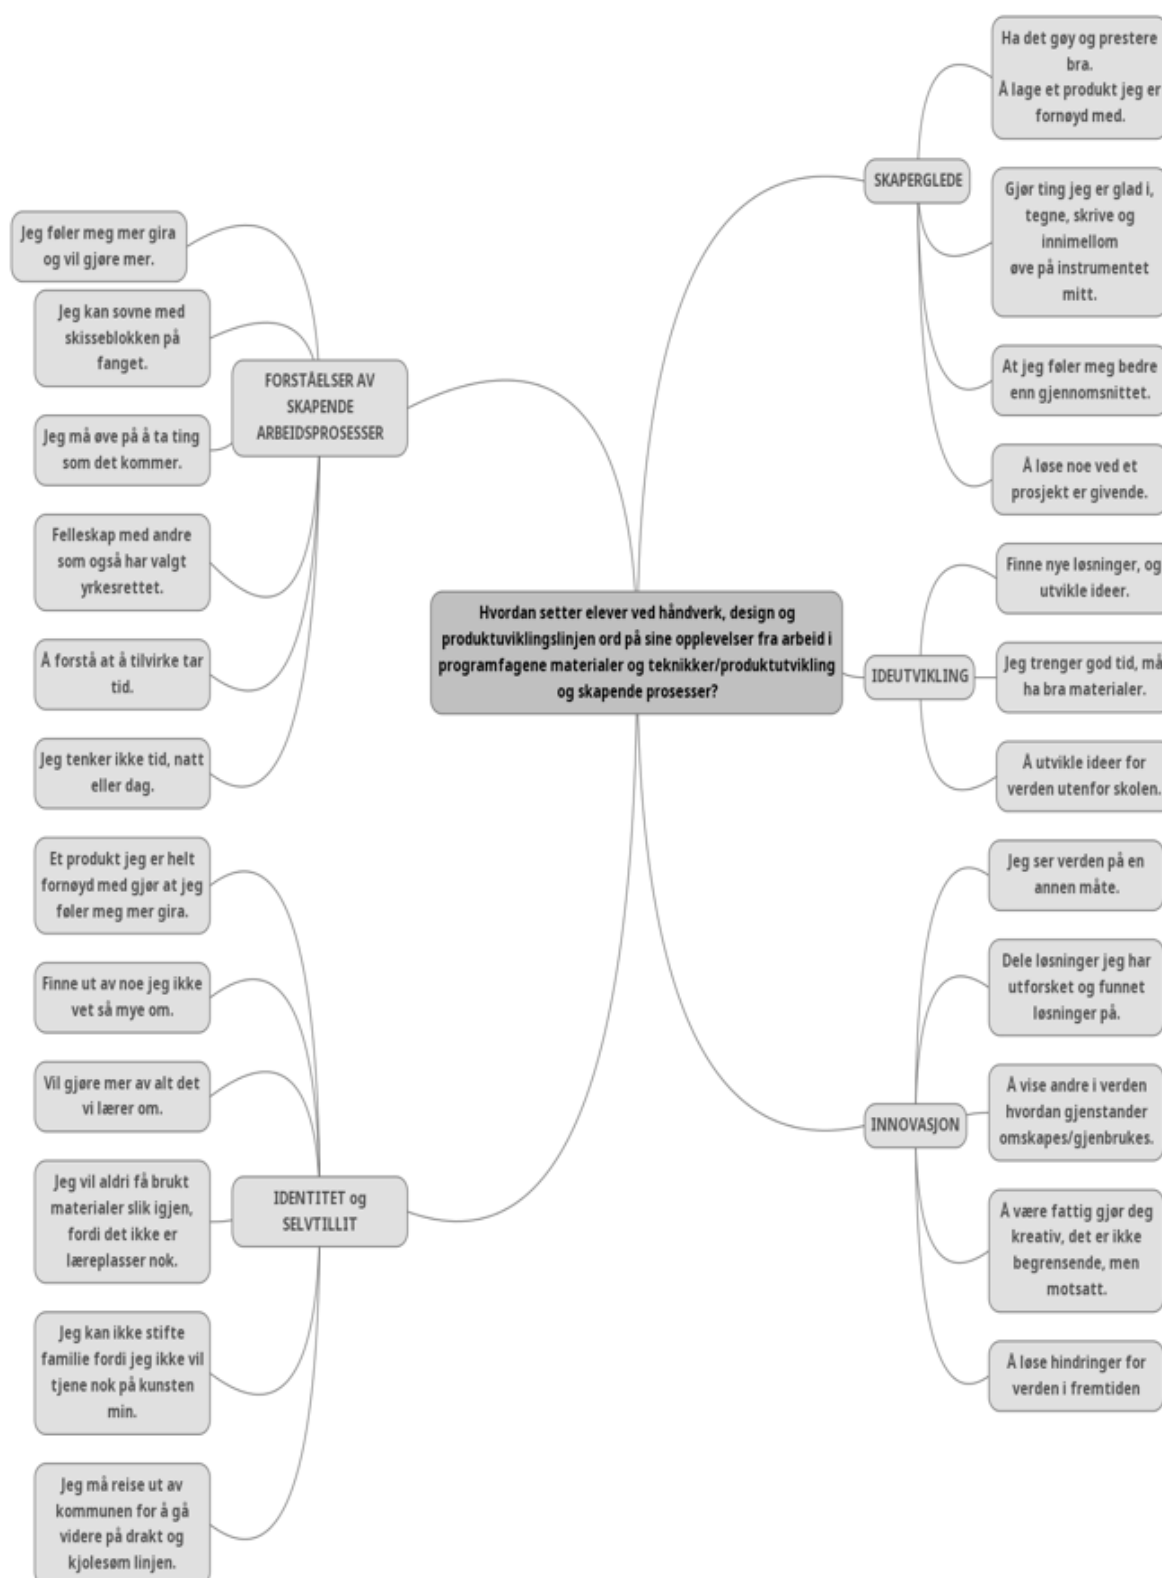 Hvordan setter elever ved håndverk, design og
produktuviklingslinjen ord på sine opplevelser fra arbeid i
programfagene materialer og teknikker/produktutvikling
og skapende prosesser?
SKAPERGLEDE
Ha det gøy og prestere
bra.
Å lage et produkt jeg er
fornøyd med.
Gjør ting jeg er glad i,
tegne, skrive og
innimellom
øve på instrumentet
mitt.
At jeg føler meg bedre
enn gjennomsnittet.
Å løse noe ved et
prosjekt er givende.
IDEUTVIKLING
Finne nye løsninger, og
utvikle ideer.
Jeg trenger god tid, må
ha bra materialer.
Å utvikle ideer for
verden utenfor skolen.
INNOVASJON
Jeg ser verden på en
annen måte.
Dele løsninger jeg har
utforsket og funnet
løsninger på.
Å vise andre i verden
hvordan gjenstander
omskapes/gjenbrukes.
Å være fattig gjør deg
kreativ, det er ikke
begrensende, men
motsatt.
Å løse hindringer for
verden i fremtiden
FORSTÅELSER AV
SKAPENDE
ARBEIDSPROSESSER
Jeg føler meg mer gira
og vil gjøre mer.
Jeg kan sovne med
skisseblokken på
fanget.
Jeg må øve på å ta ting
som det kommer.
Felleskap med andre
som også har valgt
yrkesrettet.
Å forstå at å tilvirke tar
tid.
Jeg tenker ikke tid, natt
eller dag.
IDENTITET og
SELVTILLIT
Et produkt jeg er helt
fornøyd med gjør at jeg
føler meg mer gira.
Finne ut av noe jeg ikke
vet så mye om.
Vil gjøre mer av alt det
vi lærer om.
Jeg vil aldri få brukt
materialer slik igjen,
fordi det ikke er
læreplasser nok.
Jeg kan ikke stifte
familie fordi jeg ikke vil
tjene nok på kunsten
min.
Jeg må reise ut av
kommunen for å gå
videre på drakt og
kjolesøm linjen.